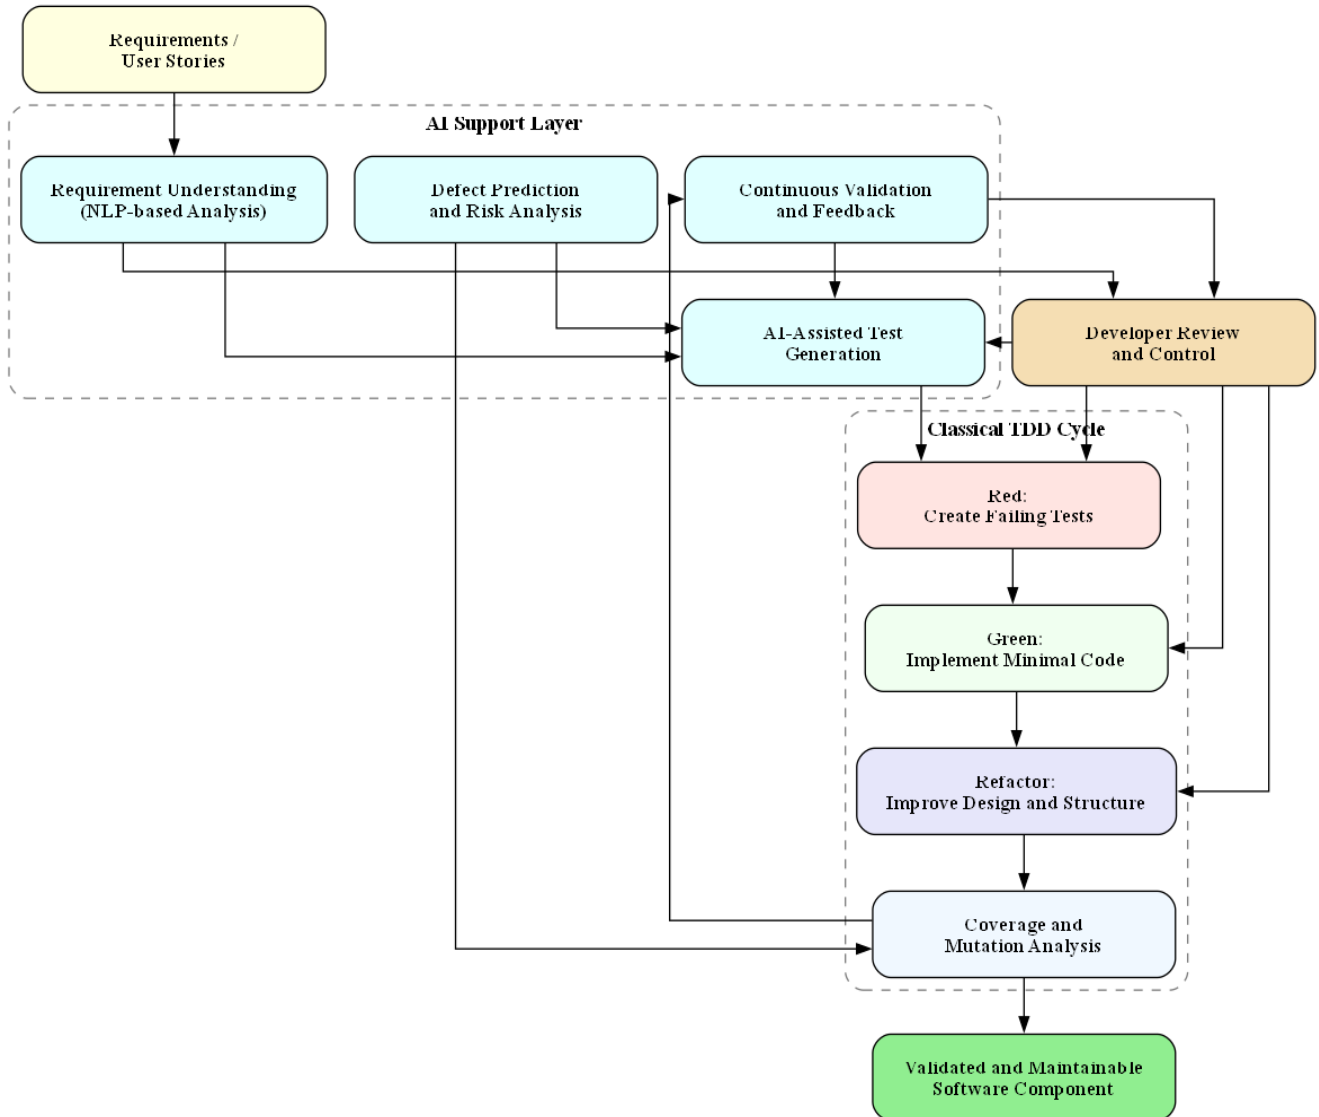 Requirements /
User Stories
AI Support Layer
Requirement Understanding
(NLP-based Analysis)
Defect Prediction
and Risk Analysis
Continuous Validation
and Feedback
AI-Assisted Test
Generation
Developer Review
and Control
Classical TDD Cycle
Red:
Create Failing Tests
Green:
Implement Minimal Code
Refactor:
Improve Design and Structure
Coverage and
Mutation Analysis
Validated and Maintainable
Software Component